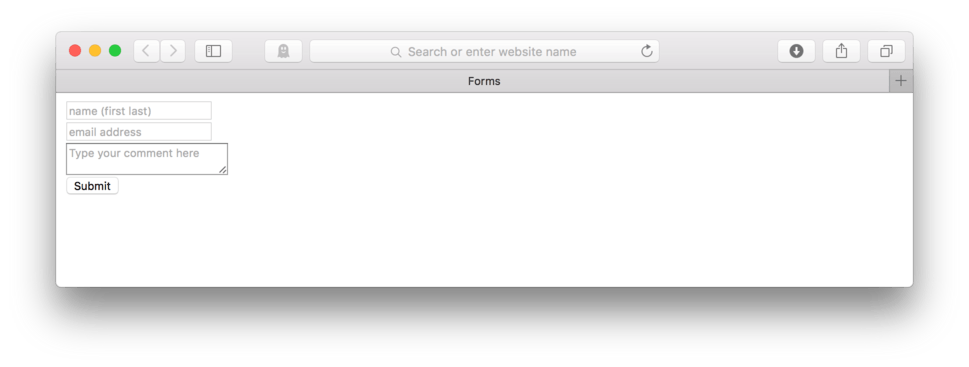 Search or enter website name
Forms
name (first last)
email address
Type your comment here
Submit